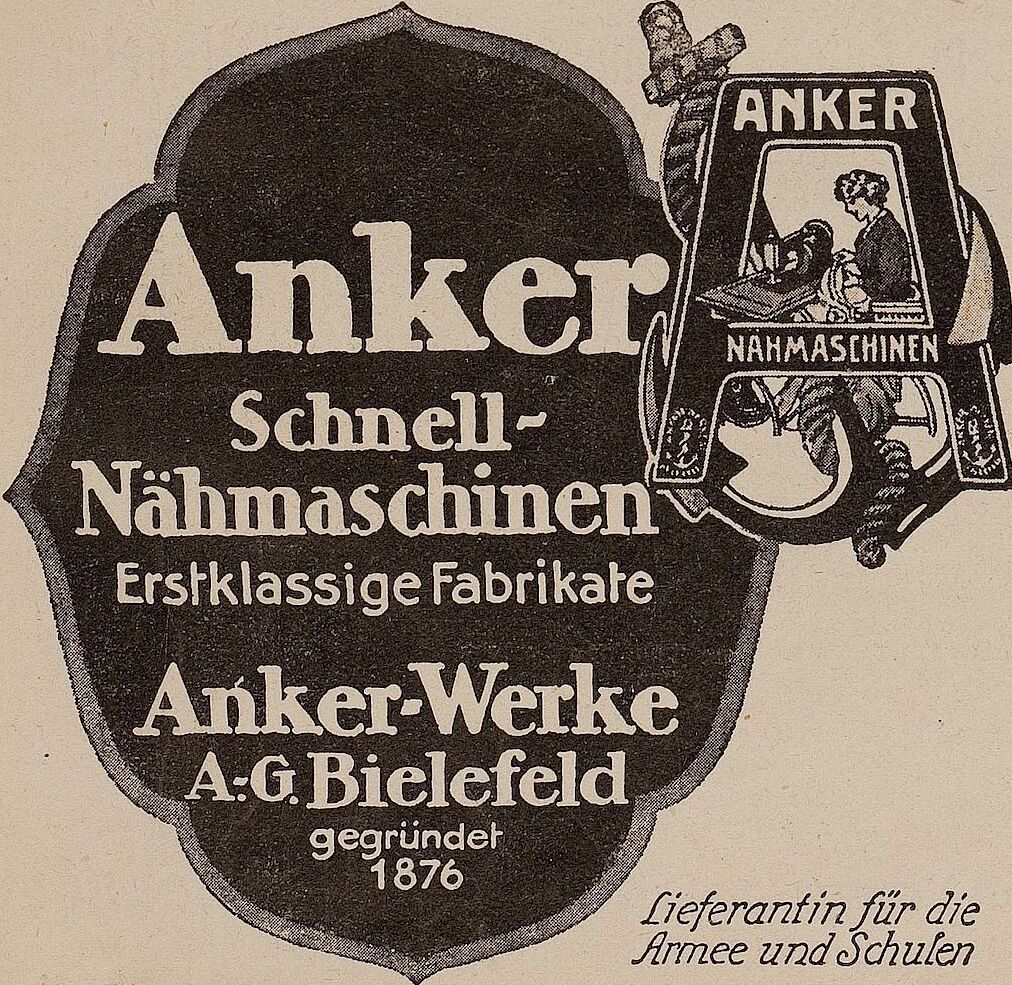 Anker
Schnell-
Nähmaschinen
Erstklassige Fabrikate
Anker-Werke
A.-G. Bielefeld
gegründet
1876
ANKER
NÄHMASCHINEN
Lieferantin für die
Armee und Schulen